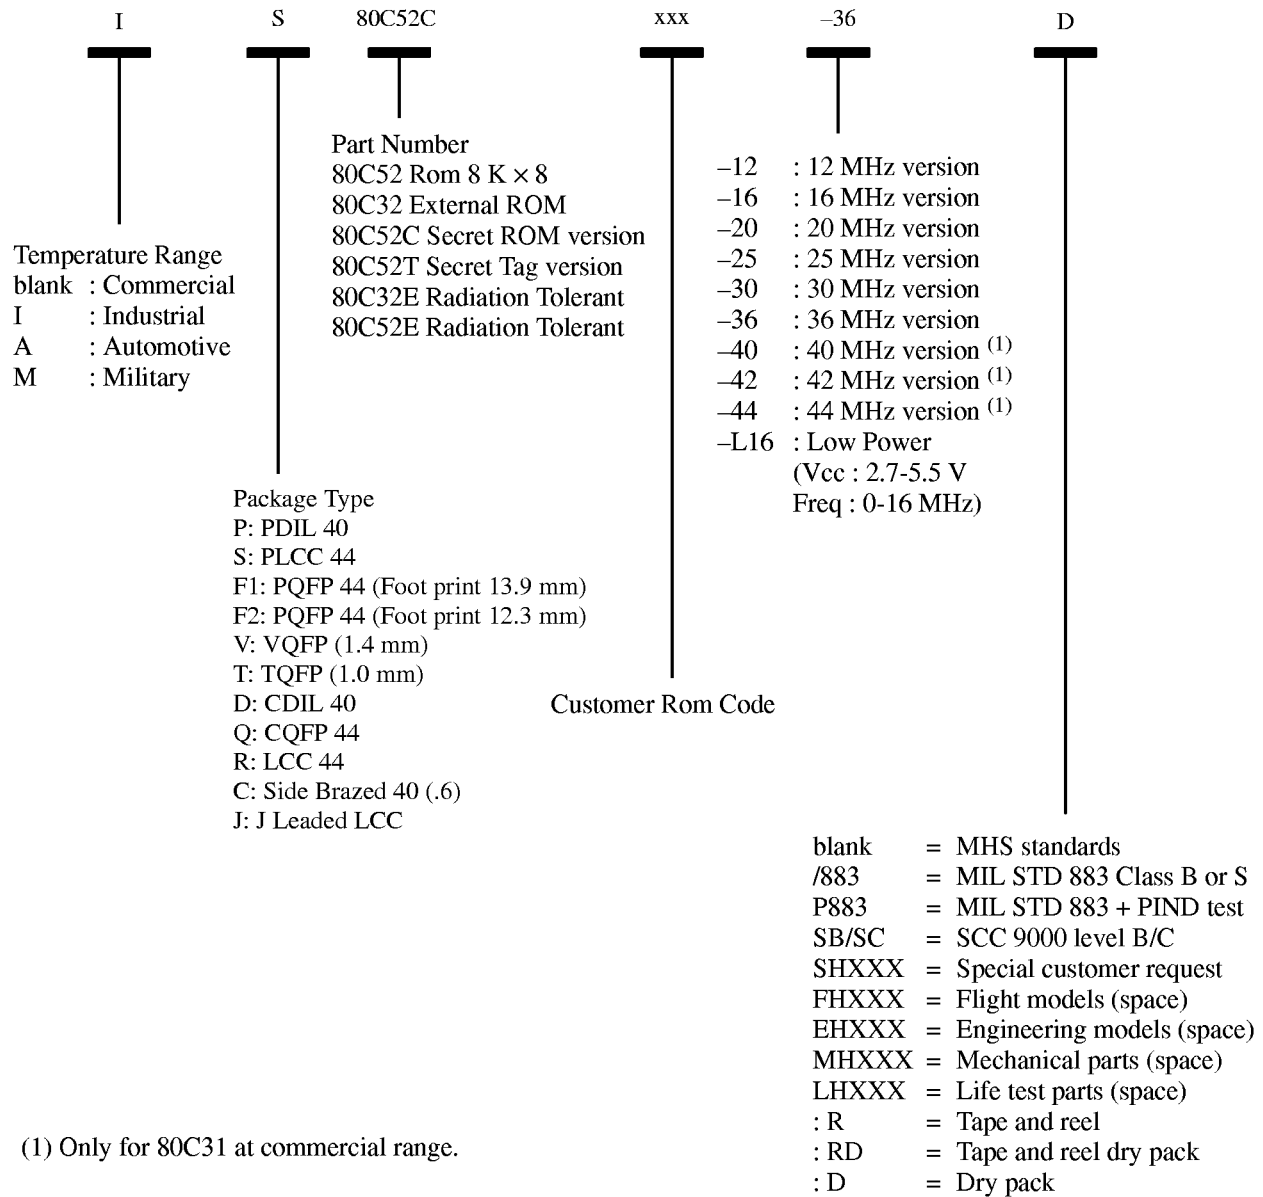 I S 80C52C xxx –36 D
Part Number
80C52 Rom 8 K × 8
80C32 External ROM
80C52C Secret ROM version
80C52T Secret Tag version
80C32E Radiation Tolerant
80C52E Radiation Tolerant
–12 : 12 MHz version
–16 : 16 MHz version
–20 : 20 MHz version
–25 : 25 MHz version
–30 : 30 MHz version
–36 : 36 MHz version
–40 : 40 MHz version (1)
–42 : 42 MHz version (1)
–44 : 44 MHz version (1)
–L16 : Low Power
(Vcc : 2.7-5.5 V
Freq : 0-16 MHz)
Temperature Range
blank : Commercial
I : Industrial
A : Automotive
M : Military
Package Type
P: PDIL 40
S: PLCC 44
F1: PQFP 44 (Foot print 13.9 mm)
F2: PQFP 44 (Foot print 12.3 mm)
V: VQFP (1.4 mm)
T: TQFP (1.0 mm)
D: CDIL 40
Q: CQFP 44
R: LCC 44
C: Side Brazed 40 (.6)
J: J Leaded LCC
Customer Rom Code
blank = MHS standards
/883 = MIL STD 883 Class B or S
P883 = MIL STD 883 + PIND test
SB/SC = SCC 9000 level B/C
SHXXX = Special customer request
FHXXX = Flight models (space)
EHXXX = Engineering models (space)
MHXXX = Mechanical parts (space)
LHXXX = Life test parts (space)
: R = Tape and reel
: RD = Tape and reel dry pack
: D = Dry pack
(1) Only for 80C31 at commercial range.